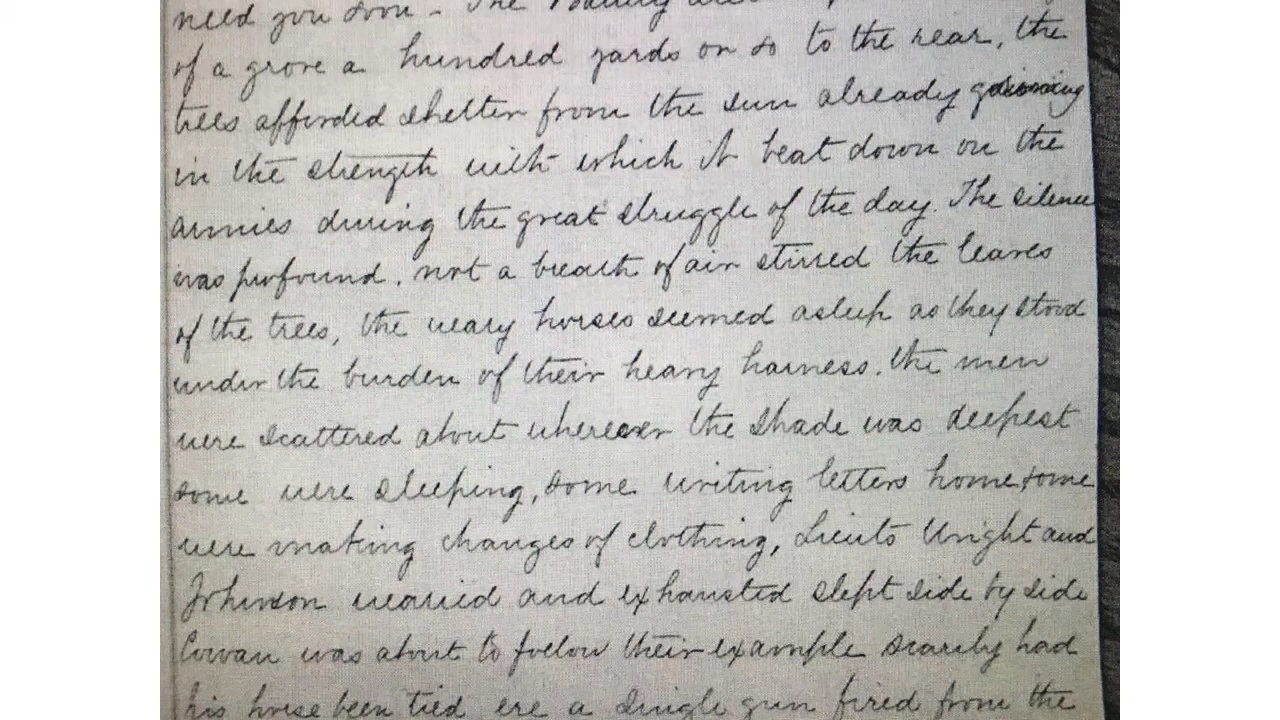 need you soon - The
of a grove a hundred yards or so to the rear, the
trees afforded shelter from the sun already
in the strength with which it beat down on the
armies during the great struggle of the day. The silence
was profound. not a breath of air stirred the leaves
of the trees, the weary horses seemed asleep as they stood
under the burden of their heavy harness. the men
were scattered about wherever the shade was deepest
some were sleeping, some writing letters home, some
were making changes of clothing, Lieuts Wright and
Johnson wearied and exhausted slept side by side
Cowan was about to follow their example scarcely had
his horse been tied ere a single gun fired from the